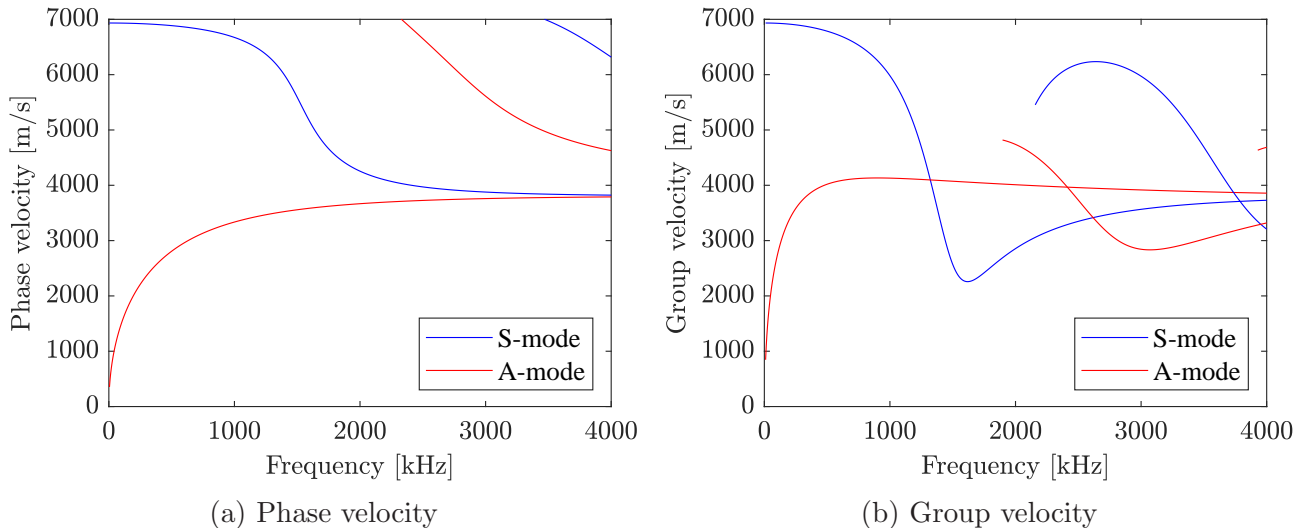 7000
6000
5000
4000
3000
2000
1000
0
Phase velocity [m/s]
0 1000 2000 3000 4000
Frequency [kHz]
S-mode
A-mode
(a) Phase velocity
7000
6000
5000
4000
3000
2000
1000
0
Group velocity [m/s]
0 1000 2000 3000 4000
Frequency [kHz]
S-mode
A-mode
(b) Group velocity